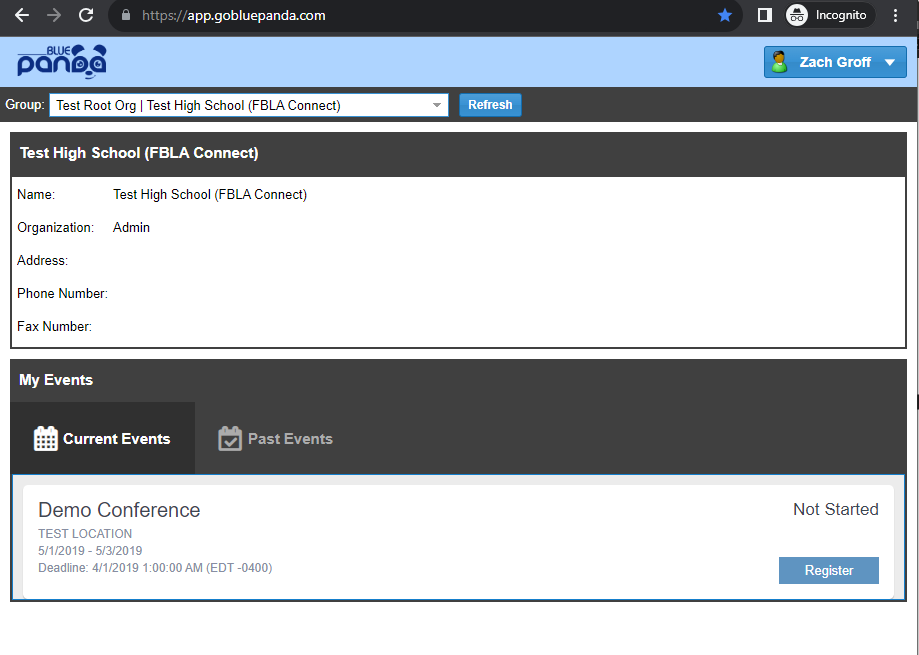 https://app.gobluepanda.com
Incognito
BLUE
panda
Zach Groff
Group: Test Root Org | Test High School (FBLA Connect) Refresh
Test High School (FBLA Connect)
Name: Test High School (FBLA Connect)
Organization: Admin
Address:
Phone Number:
Fax Number:
My Events
Current Events Past Events
Demo Conference Not Started
TEST LOCATION
5/1/2019 - 5/3/2019
Deadline: 4/1/2019 1:00:00 AM (EDT -0400)
Register